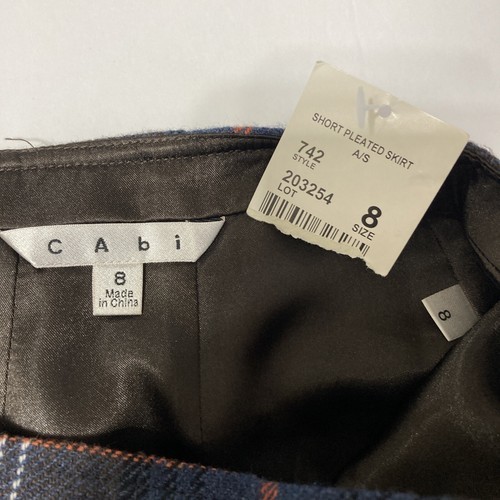 SHORT PLEATED SKIRT
A/S
742
STYLE
203254
LOT
8
SIZE
CAbi
8
Made
in China
8